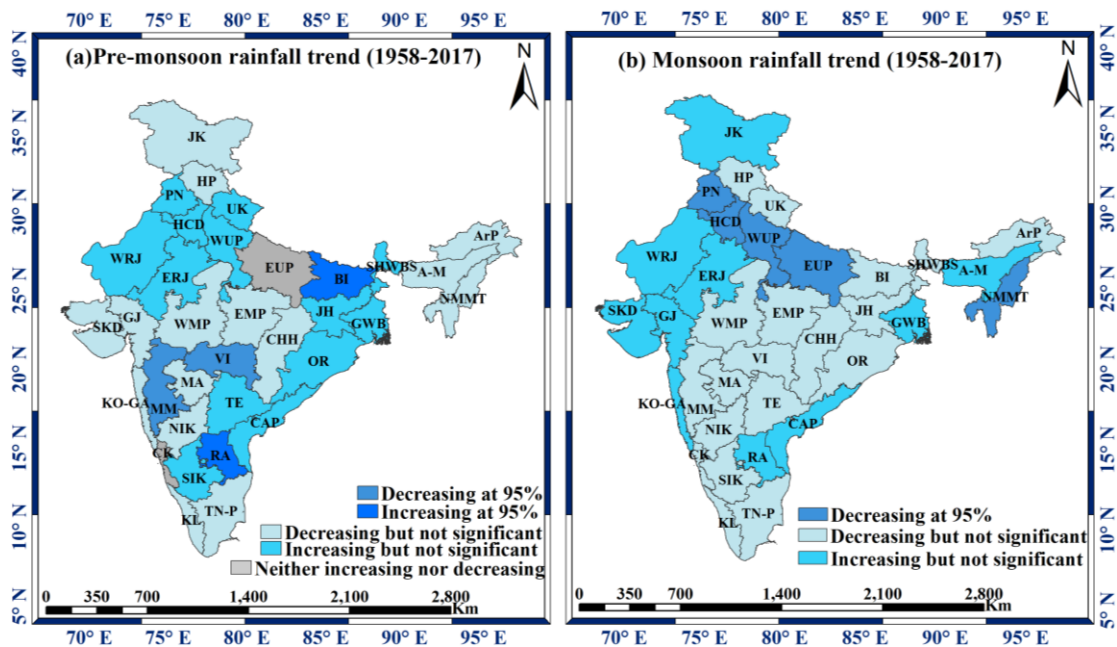 70° E 75° E 80° E 85° E 90° E 95° E
40° N
35° N
30° N
25° N
20° N
15° N
10° N
5° N
(a)Pre-monsoon rainfall trend (1958-2017)
N
JK
HP
PN
UK
HCD
WUP
WRJ
ERJ
EUP
BI
SHWBS
ArP
A-M
NMMT
SKD
GJ
WMP
EMP
JH
GWB
CHH
VI
OR
MA
KO-GA
MM
TE
NIK
CAP
CK
RA
SIK
KL
TN-P
Decreasing at 95%
Increasing at 95%
Decreasing but not significant
Increasing but not significant
Neither increasing nor decreasing
0 350 700 1,400 2,100 2,800
Km
70° E 75° E 80° E 85° E 90° E 95° E
70° E 75° E 80° E 85° E 90° E 95° E
(b) Monsoon rainfall trend (1958-2017)
N
JK
HP
PN
UK
HCD
WUP
WRJ
ERJ
EUP
BI
SHWBS
ArP
A-M
NMMT
SKD
GJ
WMP
EMP
JH
GWB
CHH
VI
OR
MA
KO-GA
MM
TE
NIK
CAP
CK
RA
SIK
KL
TN-P
Decreasing at 95%
Decreasing but not significant
Increasing but not significant
0 350 700 1,400 2,100 2,800
Km
40° N
35° N
30° N
25° N
20° N
15° N
10° N
5° N
70° E 75° E 80° E 85° E 90° E 95° E